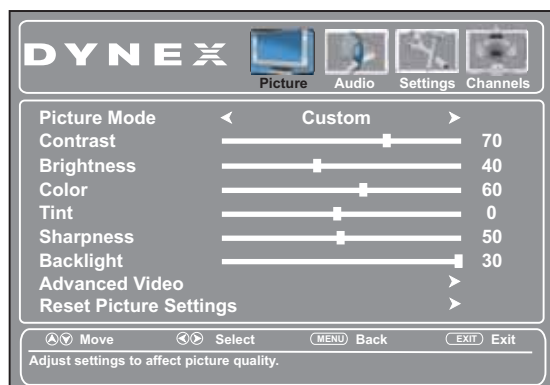 DYNEX
Picture Audio Settings Channels
Picture Mode Custom
Contrast 70
Brightness 40
Color 60
Tint 0
Sharpness 50
Backlight 30
Advanced Video
Reset Picture Settings
Move Select MENU Back EXIT Exit
Adjust settings to affect picture quality.